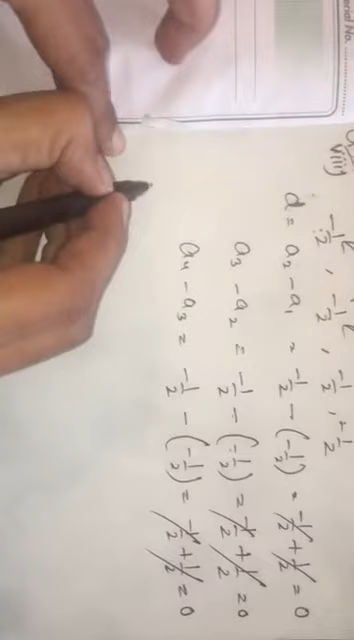 erial No.
viii) -1/2, -1/2, -1/2, -1/2
d = a₂ - a₁ = -1/2 - (-1/2) = -1/2 + 1/2 = 0
a₃ - a₂ = -1/2 - (-1/2) = -1/2 + 1/2 = 0
a₄ - a₃ = -1/2 - (-1/2) = -1/2 + 1/2 = 0